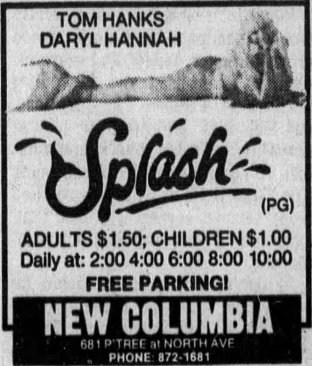 TOM HANKS
DARYL HANNAH
Splash
(PG)
ADULTS $1.50; CHILDREN $1.00
Daily at: 2:00 4:00 6:00 8:00 10:00
FREE PARKING!
NEW COLUMBIA
681 P'TREE at NORTH AVE
PHONE: 872-1681